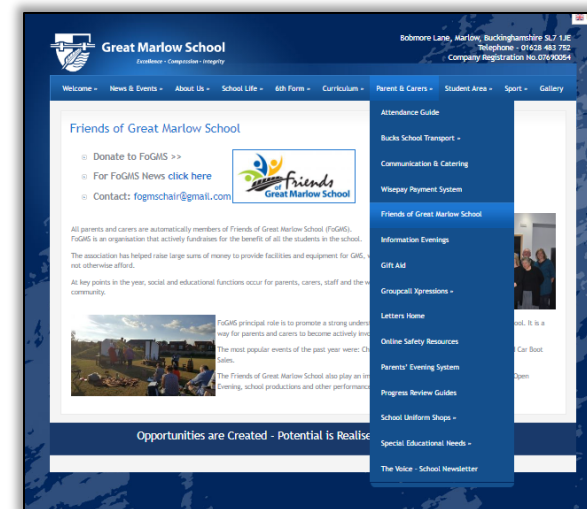 Great Marlow School
Excellence • Compassion • Integrity
Bobmore Lane, Marlow, Buckinghamshire SL7 1JE
Telephone - 01628 483 752
Company Registration No.07690054
Welcome News & Events About Us School Life 6th Form Curriculum Parent & Carers Student Area Sport Gallery
Friends of Great Marlow School
Donate to FoGMS >>
For FoGMS News click here
Contact: fogmschair@gmail.com
Friends
of Great Marlow School
All parents and carers are automatically members of Friends of Great Marlow School (FoGMS).
FoGMS is an organisation that actively fundraises for the benefit of all the students in the school.
The association has helped raise large sums of money to provide facilities and equipment for GMS,
not otherwise afford.
At key points in the year, social and educational functions occur for parents, carers, staff and the
community.
FoGMS principal role is to promote a strong
ool. It is a
way for parents and carers to become actively
The most popular events of the past year were:
d Car Boot
Sales.
The Friends of Great Marlow School also play an
Open
Evening, school productions and other
Attendance Guide
Bucks School Transport »
Communication & Catering
Wisepay Payment System
Friends of Great Marlow School
Information Evenings
Gift Aid
Groupcall Xpressions »
Letters Home
Online Safety Resources
Parents' Evening System
Progress Review Guides
School Uniform Shops »
Special Educational Needs »
The Voice - School Newsletter
Opportunities are Created - Potential is Realise